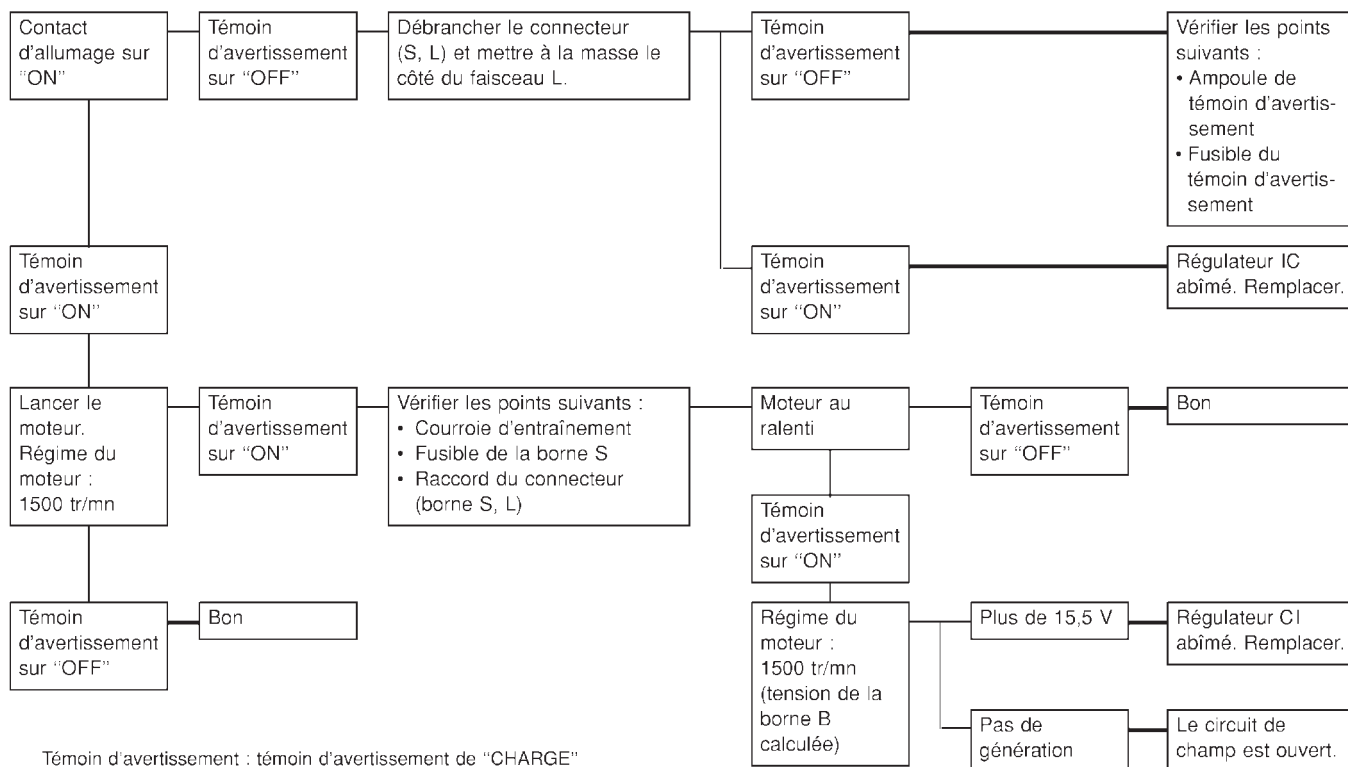 Contact
d'allumage sur
“ON”
Témoin
d'avertissement
sur “OFF”
Débrancher le connecteur
(S, L) et mettre à la masse le
côté du faisceau L.
Témoin
d'avertissement
sur “OFF”
Vérifier les points
suivants :
• Ampoule de
témoin d'avertis-
sement
• Fusible du
témoin d'avertis-
sement
Témoin
d'avertissement
sur “ON”
Témoin
d'avertissement
sur “ON”
Régulateur IC
abîmé. Remplacer.
Lancer le
moteur.
Régime du
moteur :
1500 tr/mn
Témoin
d'avertissement
sur “ON”
Vérifier les points suivants :
• Courroie d'entraînement
• Fusible de la borne S
• Raccord du connecteur
(borne S, L)
Moteur au
ralenti
Témoin
d'avertissement
sur “OFF”
Bon
Témoin
d'avertissement
sur “ON”
Témoin
d'avertissement
sur “OFF”
Bon
Régime du
moteur :
1500 tr/mn
(tension de la
borne B
calculée)
Plus de 15,5 V
Régulateur CI
abîmé. Remplacer.
Pas de
génération
Le circuit de
champ est ouvert.
Témoin d'avertissement : témoin d'avertissement de “CHARGE”